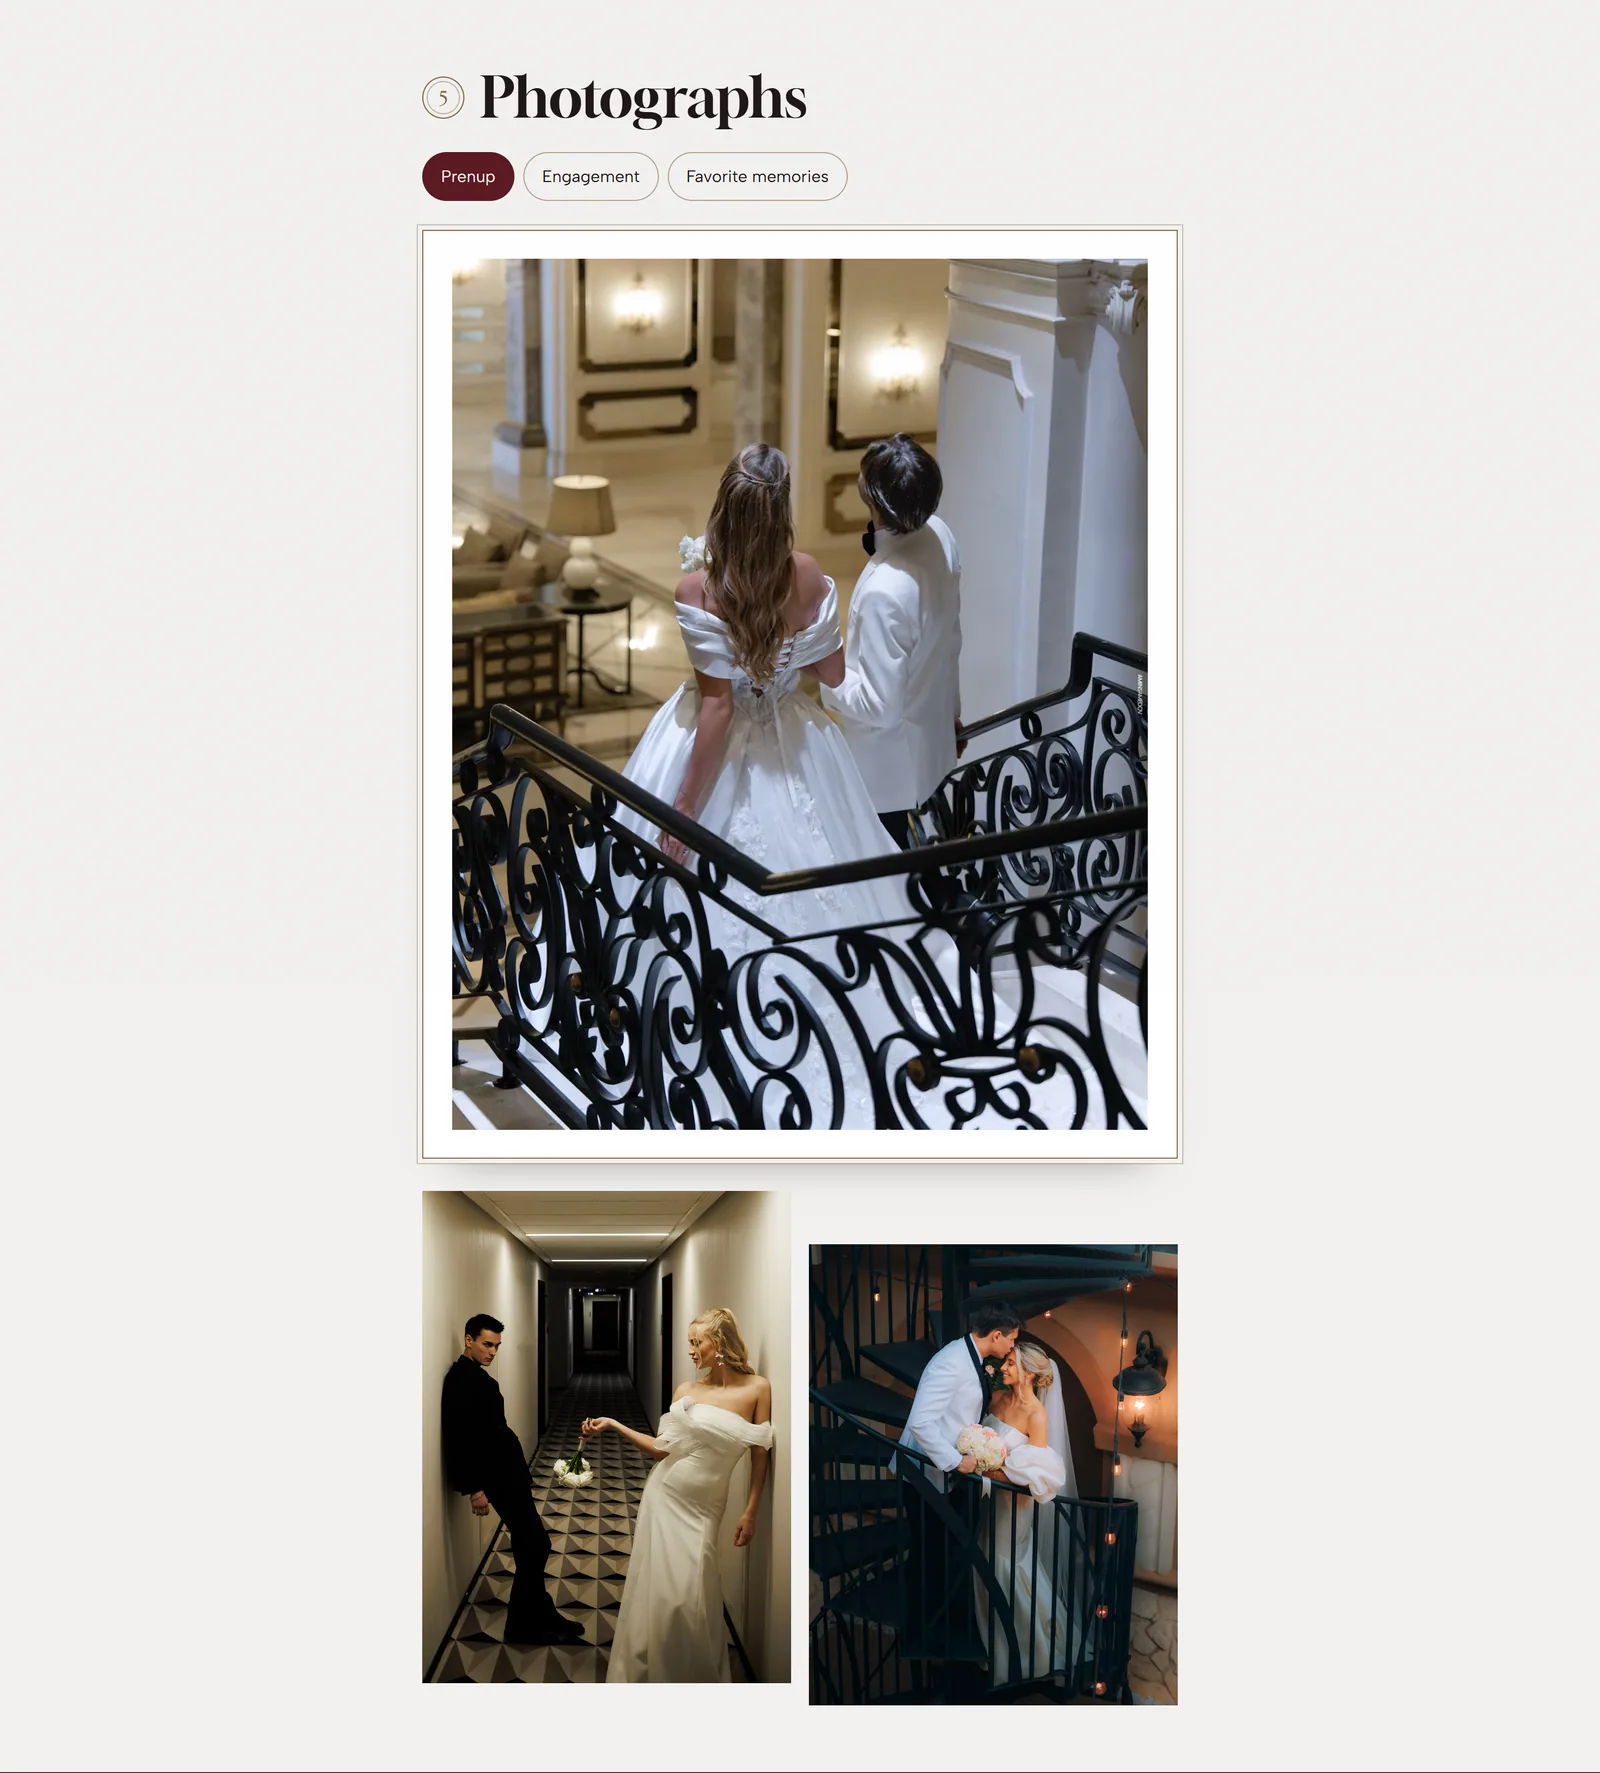 5
Photographs
Prenup
Engagement
Favorite memories